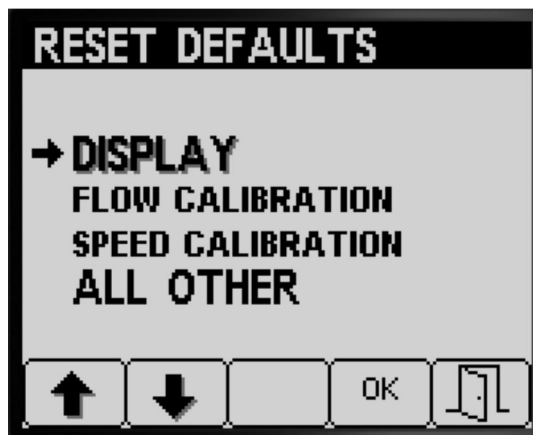 RESET DEFAULTS
DISPLAY
FLOW CALIBRATION
SPEED CALIBRATION
ALL OTHER
OK